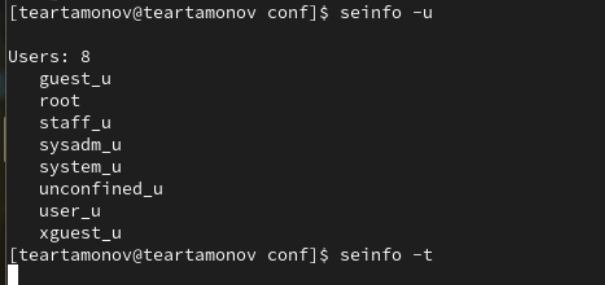 [teartamonov@teartamonov conf]$ seinfo -u
Users: 8
guest_u
root
staff_u
sysadm_u
system_u
unconfined_u
user_u
xguest_u
[teartamonov@teartamonov conf]$ seinfo -t